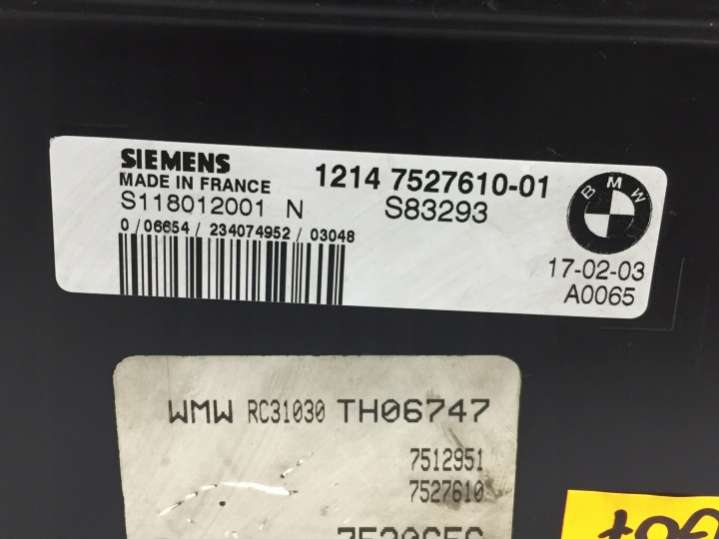 SIEMENS 1214 7527610-01
MADE IN FRANCE
S118012001 N S83293
BMW
0 / 06654 / 234074952 / 03048
17-02-03
A0065
WMW RC31030 TH06747
7512951
7527610